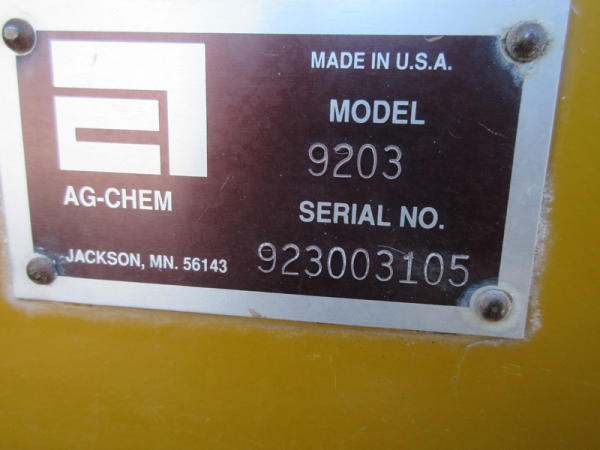 MADE IN U.S.A.
MODEL
9203
AG-CHEM
SERIAL NO.
JACKSON, MN. 56143
923003105